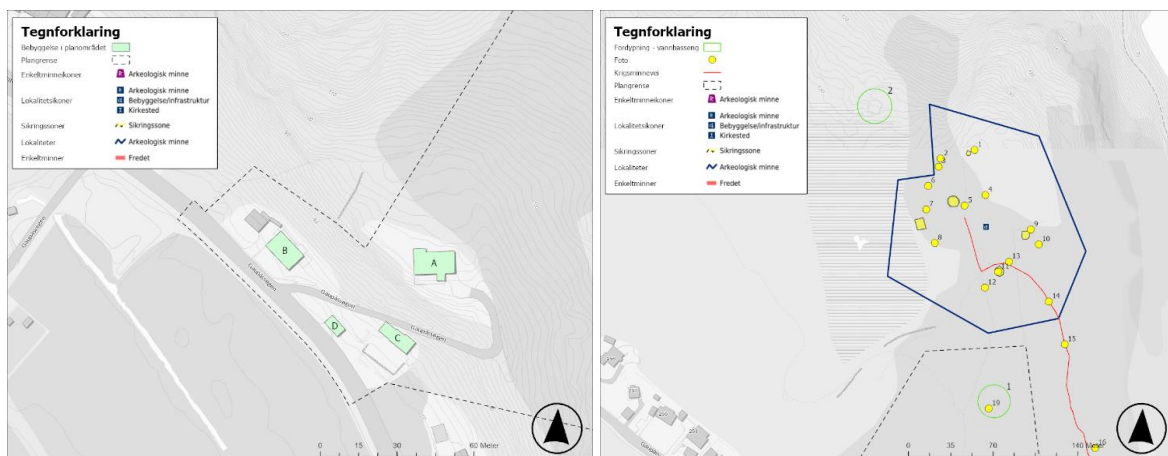 Tegnforklaring
Bebyggelse i planområdet
Plangrense
Enkeltminneikoner
Arkeologisk minne
Lokalitetsikoner
Arkeologisk minne
Bebyggelse/infrastruktur
Kirkested
Sikringssoner
Sikringssone
Lokaliteter
Arkeologisk minne
Enkeltminner
Fredet
A
B
C
D
0 15 30 60 Meter
Tegnforklaring
Fordypning - vannbasseng
Foto
Krigsminnevei
Plangrense
Enkeltminneikoner
Arkeologisk minne
Lokalitetsikoner
Arkeologisk minne
Bebyggelse/infrastruktur
Kirkested
Sikringssoner
Sikringssone
Lokaliteter
Arkeologisk minne
Enkeltminner
Fredet
2
1
2
3
4
6
5
7
8
9
10
13
11
12
14
15
1
19
16
0 35 70 140 Meter